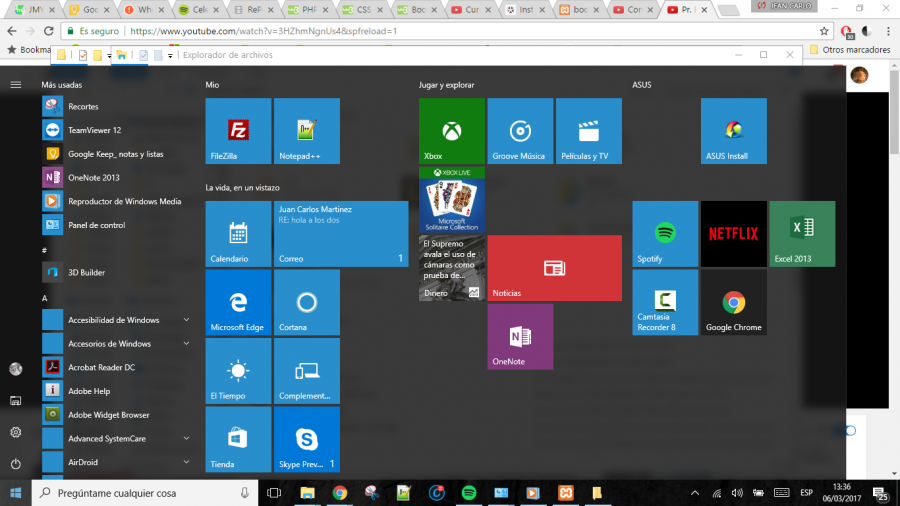 JMY
Goo
Wha
Cele
ReP
PHP
CSS
Boo
Cur
Inst
boo
Cor
Pr.
JEAN CARLO
Es seguro
https://www.youtube.com/watch?v=3HZhmNgnUs4&spfreload=1
Bookma
Otros marcadores
Explorador de archivos
Más usadas
Recortes
TeamViewer 12
Google Keep_ notas y listas
OneNote 2013
Reproductor de Windows Media
Panel de control
#
3D Builder
A
Accesibilidad de Windows
Accesorios de Windows
Acrobat Reader DC
Adobe Help
Adobe Widget Browser
Advanced SystemCare
AirDroid
Mio
FileZilla
Notepad++
La vida, en un vistazo
Calendario
Juan Carlos Martinez
RE: hola a los dos
Correo
1
Microsoft Edge
Cortana
El Tiempo
Complement...
Tienda
Skype Prev...
1
Jugar y explorar
Xbox
Groove Música
Películas y TV
XBOX LIVE
Microsoft
Solitaire Collection
El Supremo
avala el uso de
cámaras como
prueba de...
Dinero
Noticias
OneNote
ASUS
ASUS Install
Spotify
NETFLIX
Excel 2013
Camtasia
Recorder 8
Google Chrome
Pregúntame cualquier cosa
ESP
13:36
06/03/2017
25